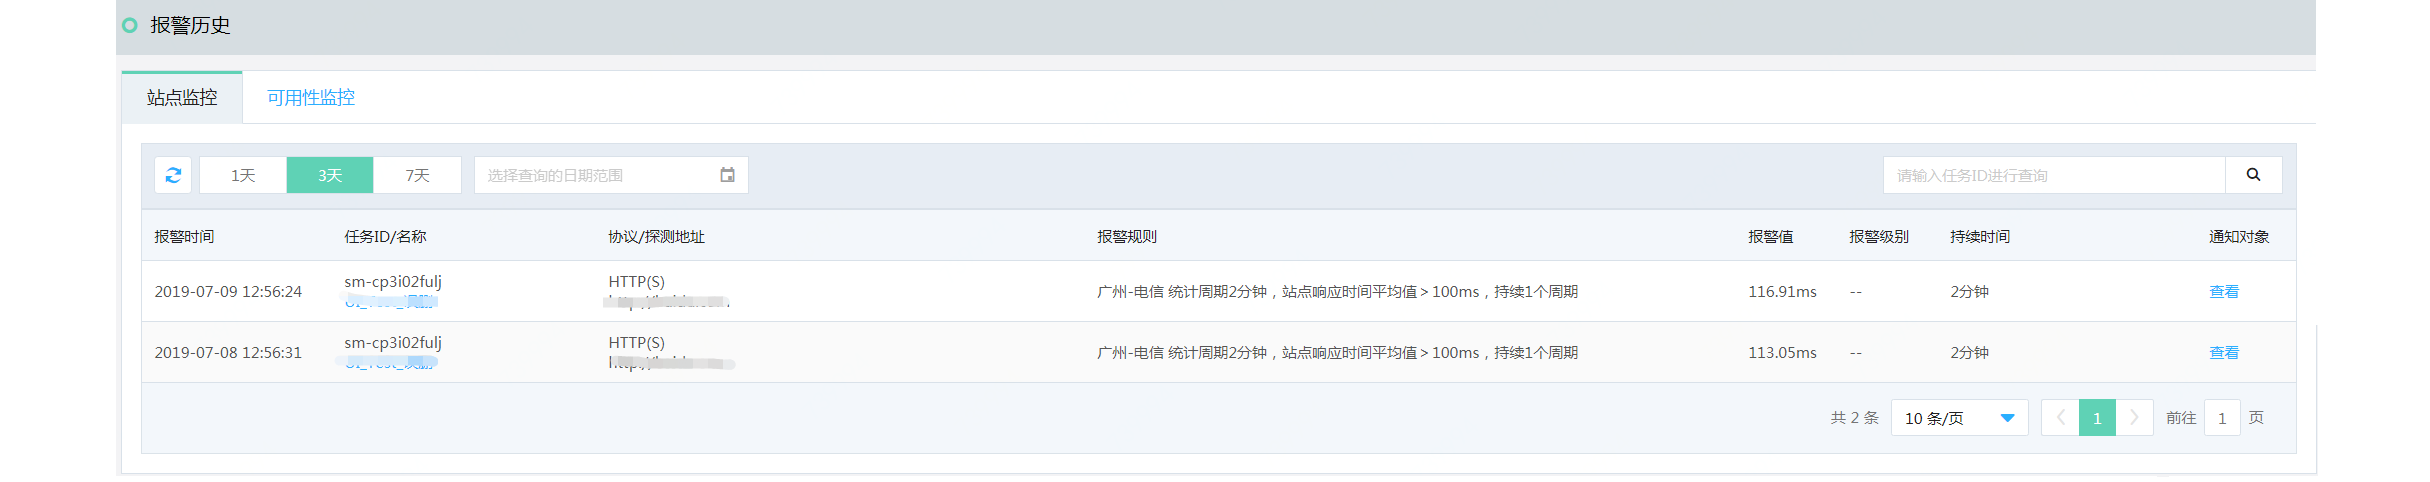 报警历史
站点监控 可用性监控
1天 3天 7天 选择查询的日期范围 请输入任务ID进行查询
报警时间 任务ID/名称 协议/探测地址 报警规则 报警值 报警级别 持续时间 通知对象
sm-cp3i02fulj HTTP(S)
2019-07-09 12:56:24 广州-电信 统计周期2分钟，站点响应时间平均值＞100ms，持续1个周期 116.91ms -- 2分钟 查看
sm-cp3i02fulj HTTP(S)
2019-07-08 12:56:31 广州-电信 统计周期2分钟，站点响应时间平均值＞100ms，持续1个周期 113.05ms -- 2分钟 查看
共 2 条 10 条/页 1 前往 1 页